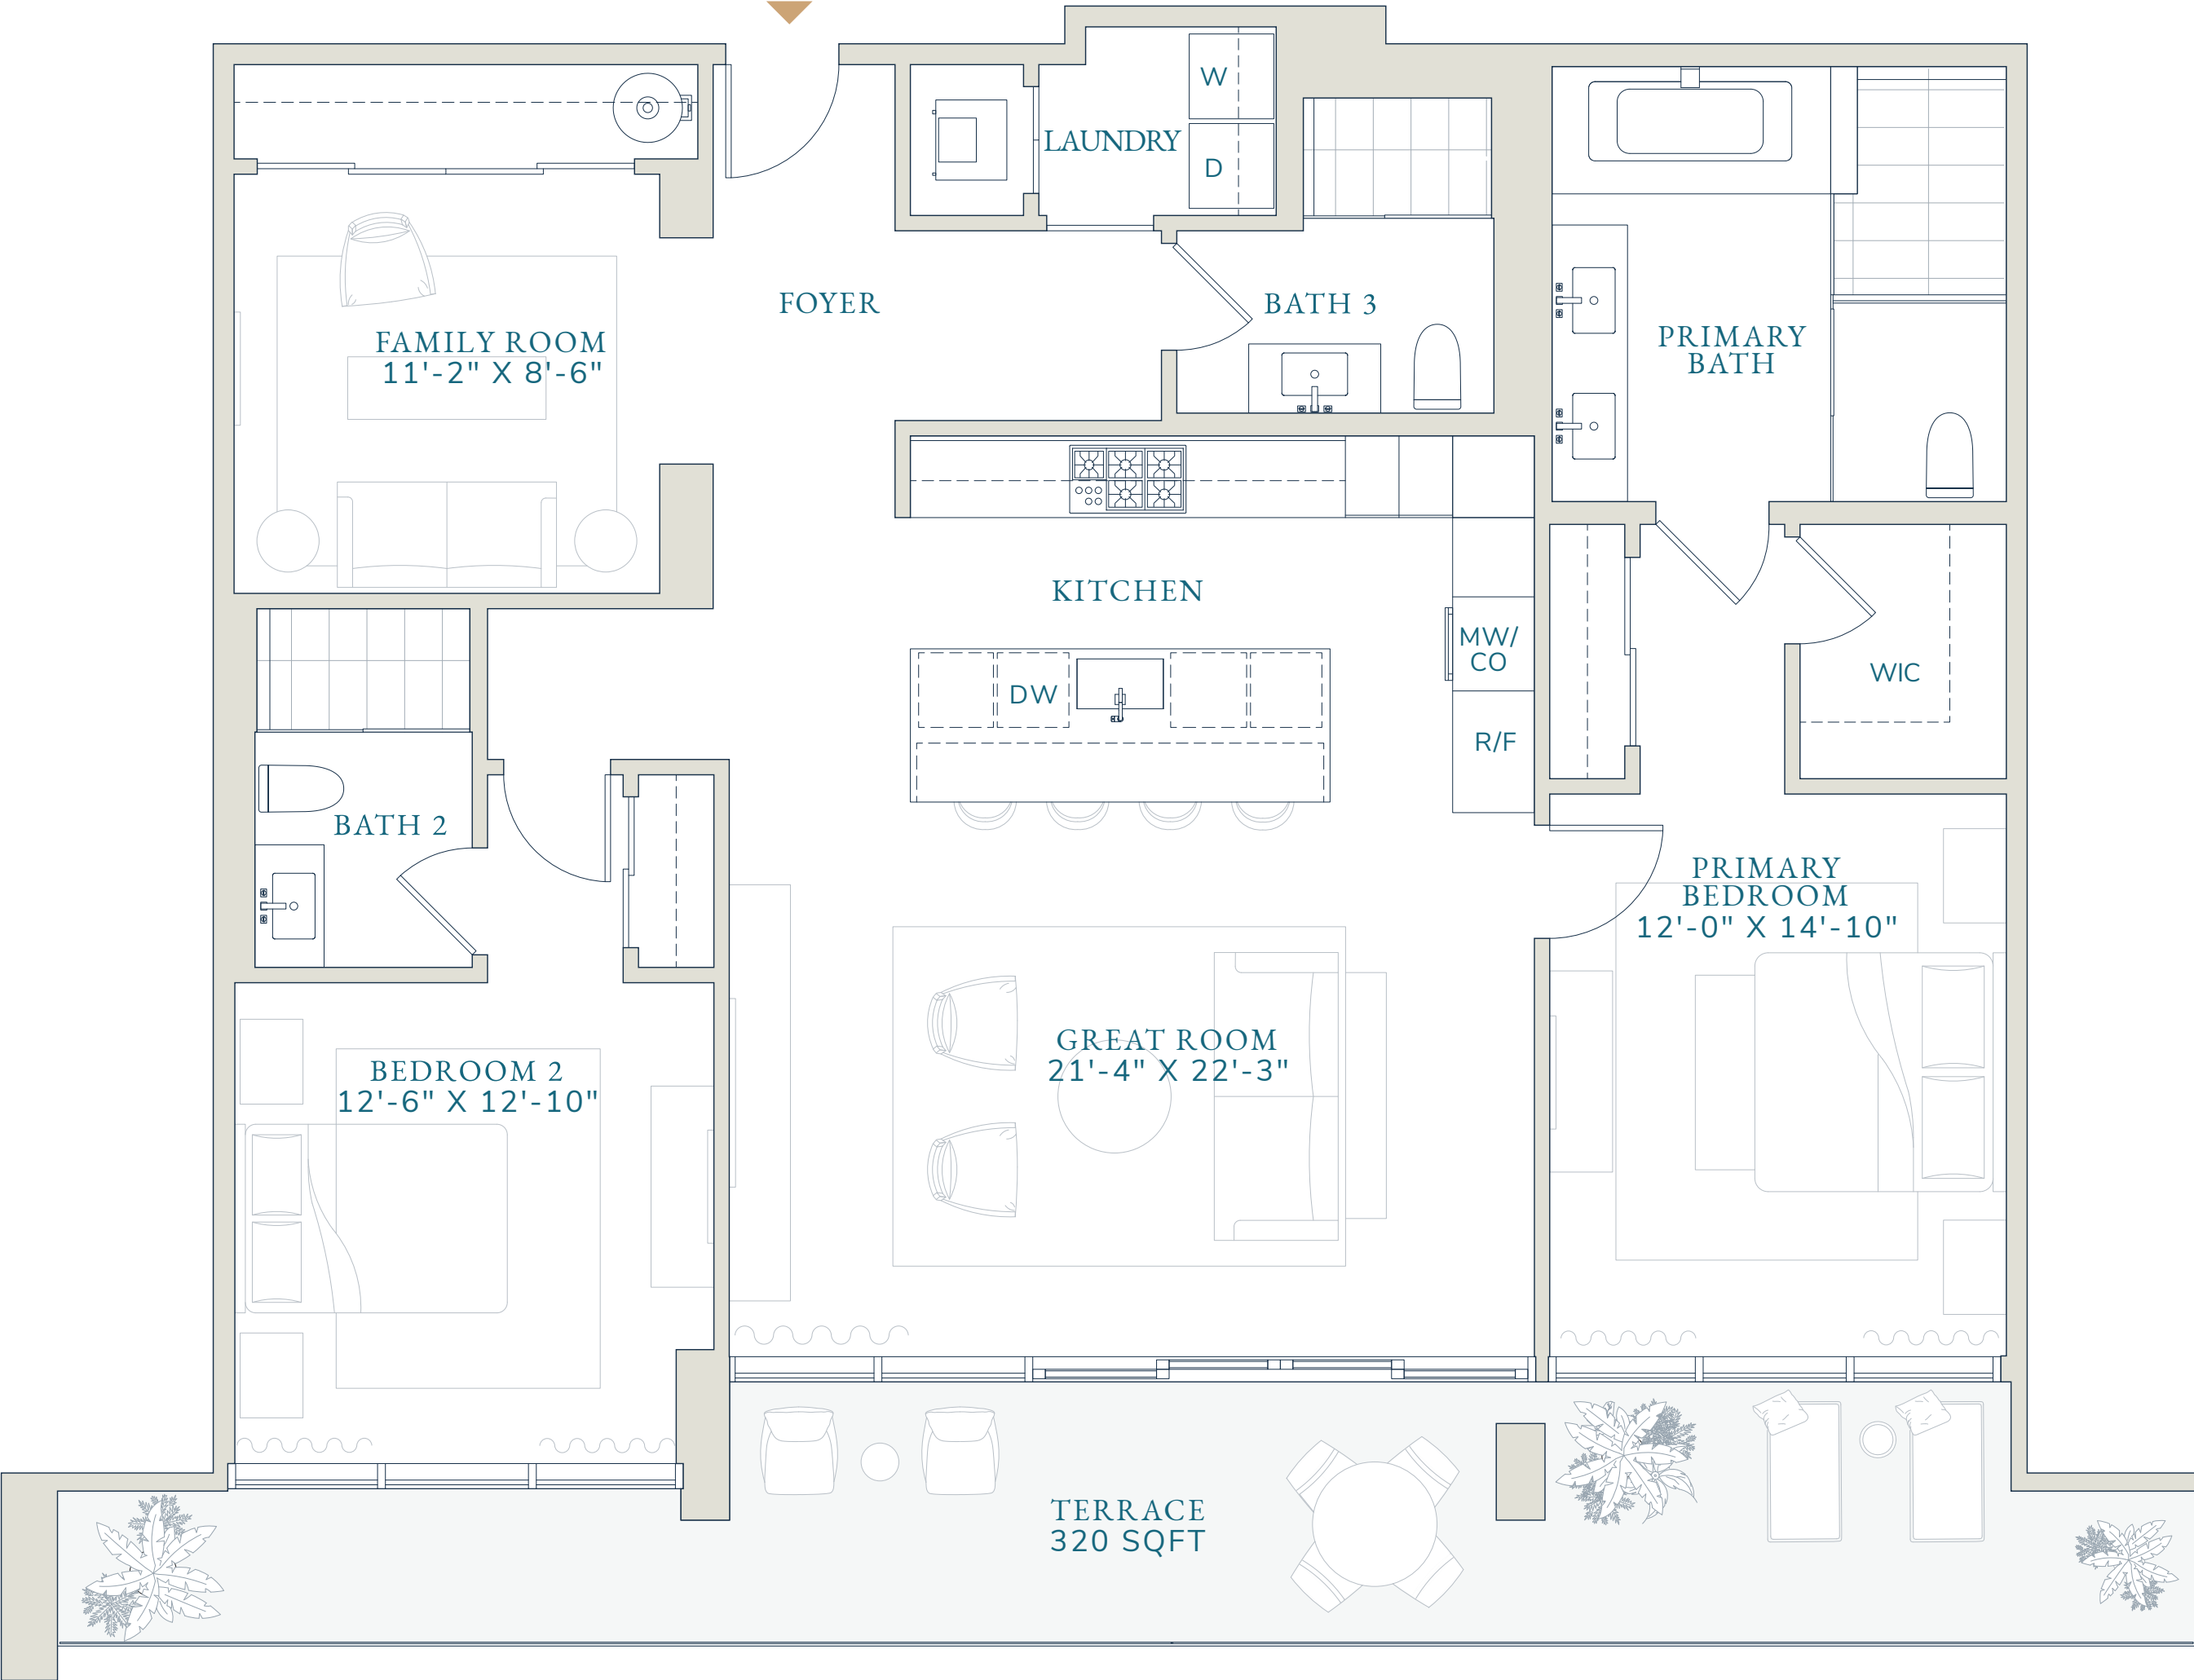 W
LAUNDRY
D
FOYER
BATH 3
FAMILY ROOM
11'-2" X 8'-6"
PRIMARY
BATH
KITCHEN
MW/
CO
DW
R/F
WIC
BATH 2
PRIMARY
BEDROOM
12'-0" X 14'-10"
GREAT ROOM
21'-4" X 22'-3"
BEDROOM 2
12'-6" X 12'-10"
TERRACE
320 SQFT